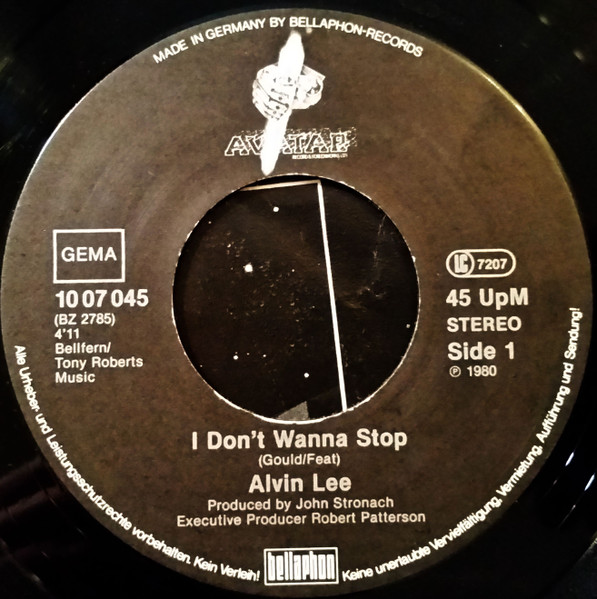 MADE IN GERMANY BY BELLAPHON-RECORDS
AVATAR
GEMA
LC 7207
10 07 045
(BZ 2785)
4'11
Bellfern/
Tony Roberts
Music
45 UpM
STEREO
Side 1
Ⓟ 1980
I Don't Wanna Stop
(Gould/Feat)
Alvin Lee
Produced by John Stronach
Executive Producer Robert Patterson
Alle Urheber- und Leistungsschutzrechte vorbehalten. Kein Verleih!
bellaphon
Keine unerlaubte Vervielfältigung, Vermietung, Aufführung und Sendung!